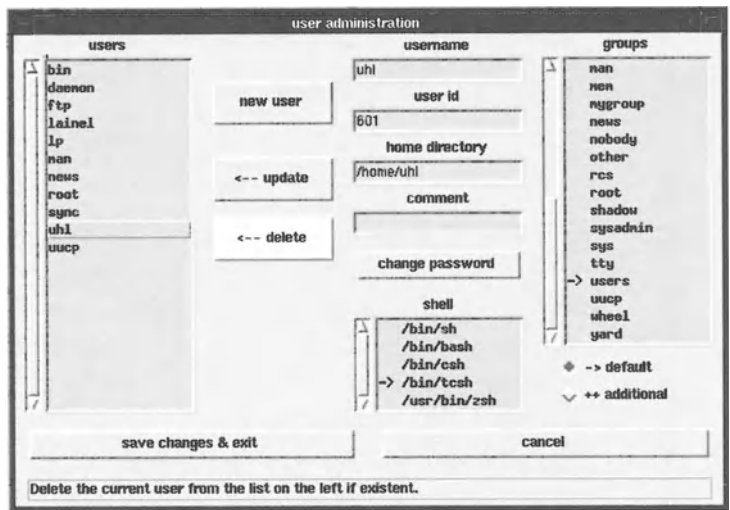 user administration
users
bin
daemon
ftp
lainel
lp
man
news
root
sync
uhl
uucp
new user
<-- update
<-- delete
username
uhl
user id
601
home directory
/home/uhl
comment
change password
shell
/bin/sh
/bin/bash
/bin/csh
-> /bin/tcsh
/usr/bin/zsh
groups
man
mem
mygroup
news
nobody
other
rcs
root
shadow
sysadmin
sys
tty
-> users
uucp
wheel
yard
-> default
++ additional
save changes & exit
cancel
Delete the current user from the list on the left if existent.